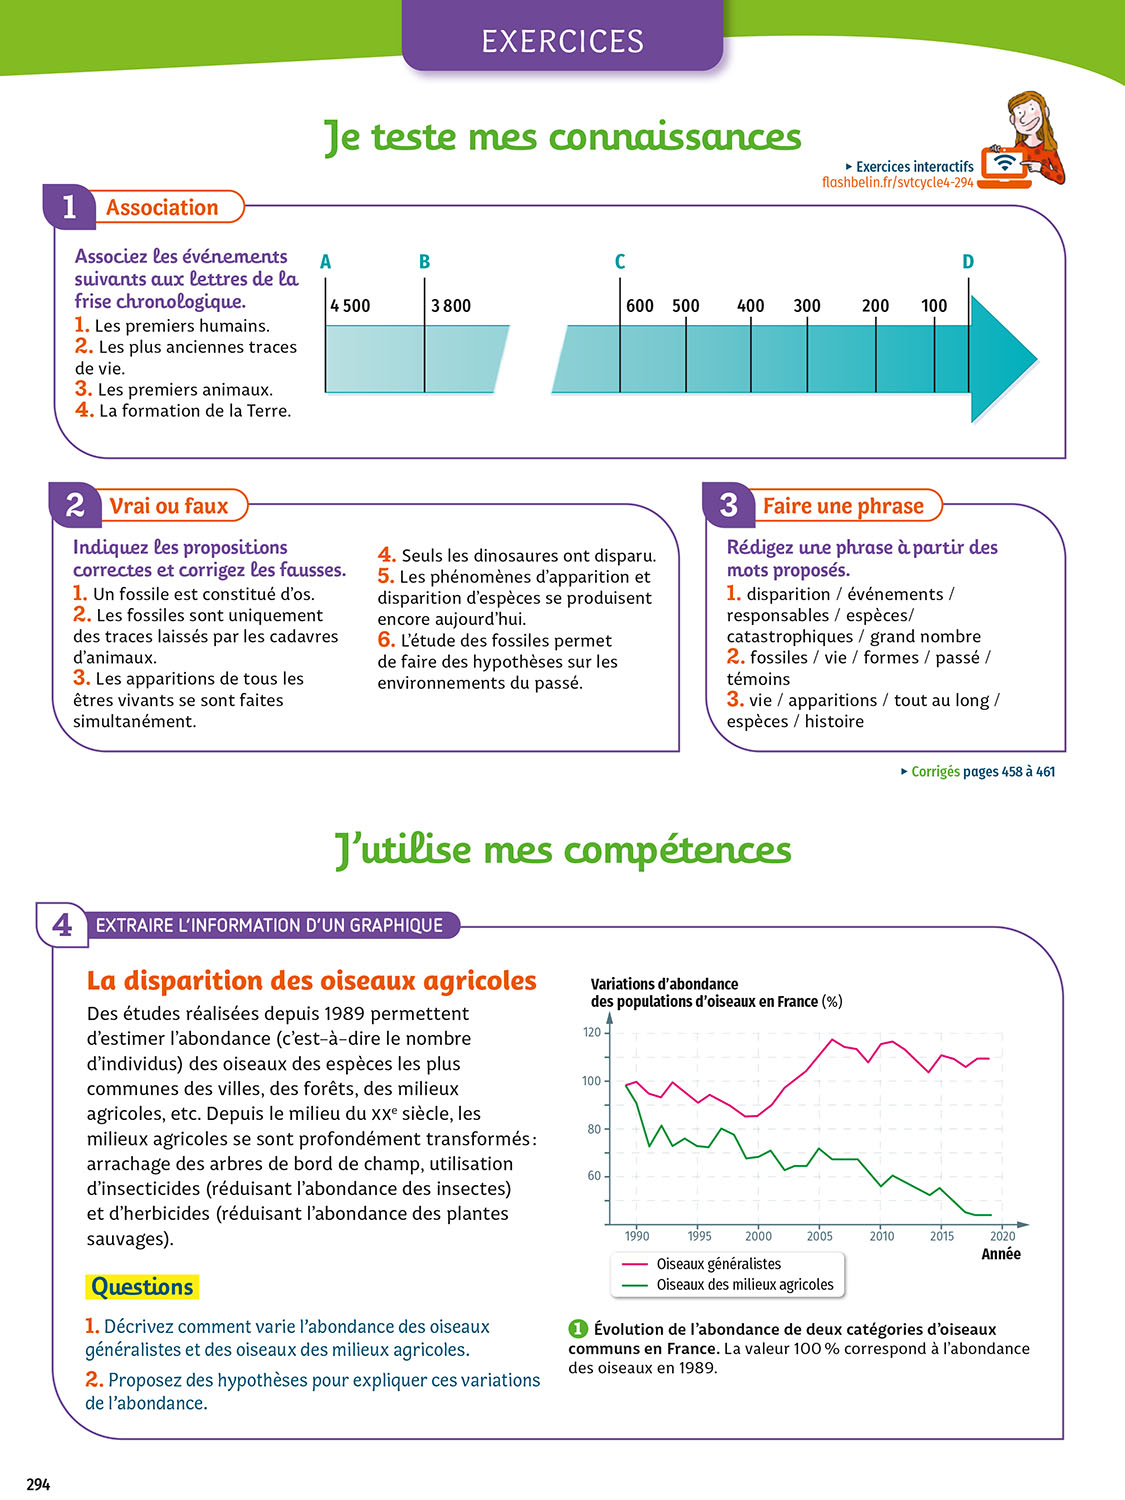 EXERCICES
Je teste mes connaissances
▸ Exercices interactifs
flashbelin.fr/svtcycle4-294
1 Association
Associez les événements
suivants aux lettres de la
frise chronologique.
1. Les premiers humains.
2. Les plus anciennes traces
de vie.
3. Les premiers animaux.
4. La formation de la Terre.
A B C D
4 500 3 800 600 500 400 300 200 100
2 Vrai ou faux
Indiquez les propositions
correctes et corrigez les fausses.
1. Un fossile est constitué d’os.
2. Les fossiles sont uniquement
des traces laissés par les cadavres
d’animaux.
3. Les apparitions de tous les
êtres vivants se sont faites
simultanément.
4. Seuls les dinosaures ont disparu.
5. Les phénomènes d’apparition et
disparition d’espèces se produisent
encore aujourd’hui.
6. L’étude des fossiles permet
de faire des hypothèses sur les
environnements du passé.
3 Faire une phrase
Rédigez une phrase à partir des
mots proposés.
1. disparition / événements /
responsables / espèces/
catastrophiques / grand nombre
2. fossiles / vie / formes / passé /
témoins
3. vie / apparitions / tout au long /
espèces / histoire
▸ Corrigés pages 458 à 461
J’utilise mes compétences
4 EXTRAIRE L’INFORMATION D’UN GRAPHIQUE
La disparition des oiseaux agricoles
Des études réalisées depuis 1989 permettent
d’estimer l’abondance (c’est-à-dire le nombre
d’individus) des oiseaux des espèces les plus
communes des villes, des forêts, des milieux
agricoles, etc. Depuis le milieu du XXe siècle, les
milieux agricoles se sont profondément transformés :
arrachage des arbres de bord de champ, utilisation
d’insecticides (réduisant l’abondance des insectes)
et d’herbicides (réduisant l’abondance des plantes
sauvages).
Questions
1. Décrivez comment varie l’abondance des oiseaux
généralistes et des oiseaux des milieux agricoles.
2. Proposez des hypothèses pour expliquer ces variations
de l’abondance.
Variations d’abondance
des populations d’oiseaux en France (%)
120
100
80
60
1990 1995 2000 2005 2010 2015 2020
Année
Oiseaux généralistes
Oiseaux des milieux agricoles
1 Évolution de l’abondance de deux catégories d’oiseaux
communs en France. La valeur 100 % correspond à l’abondance
des oiseaux en 1989.
294